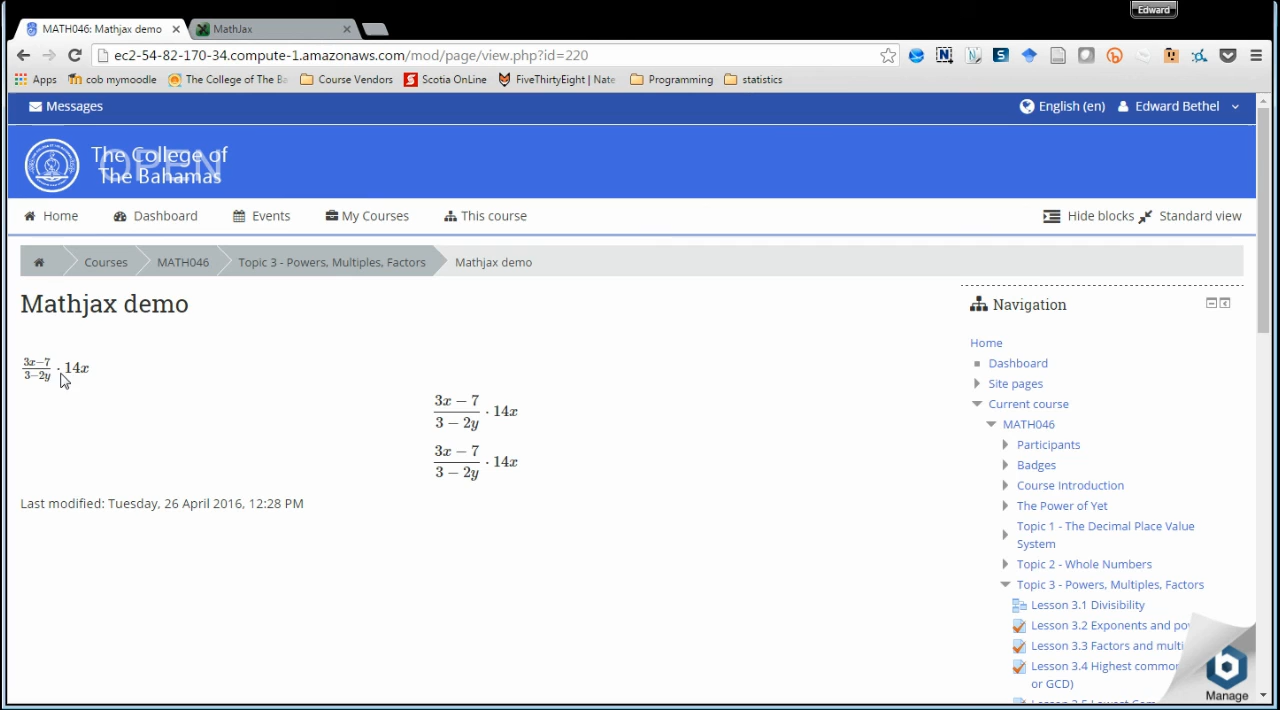 Edward
MATH046: Mathjax demo
MathJax
ec2-54-82-170-34.compute-1.amazonaws.com/mod/page/view.php?id=220
Apps cob mymoodle The College of The Ba Course Vendors Scotia OnLine FiveThirtyEight | Nate Programming statistics
Messages
English (en) Edward Bethel
OPEN
The College of
The Bahamas
Home Dashboard Events My Courses This course
Hide blocks Standard view
Courses MATH046 Topic 3 - Powers, Multiples, Factors Mathjax demo
Mathjax demo
3x−7
3−2y
· 14x
3x − 7
3 − 2y
· 14x
3x − 7
3 − 2y
· 14x
Last modified: Tuesday, 26 April 2016, 12:28 PM
Navigation
Home
Dashboard
Site pages
Current course
MATH046
Participants
Badges
Course Introduction
The Power of Yet
Topic 1 - The Decimal Place Value
System
Topic 2 - Whole Numbers
Topic 3 - Powers, Multiples, Factors
Lesson 3.1 Divisibility
Lesson 3.2 Exponents and po
Lesson 3.3 Factors and multi
Lesson 3.4 Highest common
or GCD)
Manage